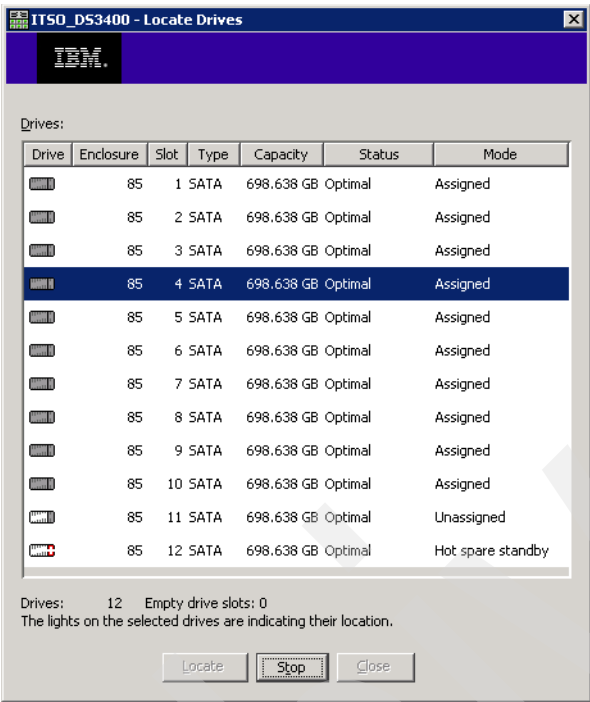 ITSO_DS3400 - Locate Drives
IBM.
Drives:
Drive Enclosure Slot Type Capacity Status Mode
85 1 SATA 698.638 GB Optimal Assigned
85 2 SATA 698.638 GB Optimal Assigned
85 3 SATA 698.638 GB Optimal Assigned
85 4 SATA 698.638 GB Optimal Assigned
85 5 SATA 698.638 GB Optimal Assigned
85 6 SATA 698.638 GB Optimal Assigned
85 7 SATA 698.638 GB Optimal Assigned
85 8 SATA 698.638 GB Optimal Assigned
85 9 SATA 698.638 GB Optimal Assigned
85 10 SATA 698.638 GB Optimal Assigned
85 11 SATA 698.638 GB Optimal Unassigned
85 12 SATA 698.638 GB Optimal Hot spare standby
Drives: 12 Empty drive slots: 0
The lights on the selected drives are indicating their location.
Locate Stop Close